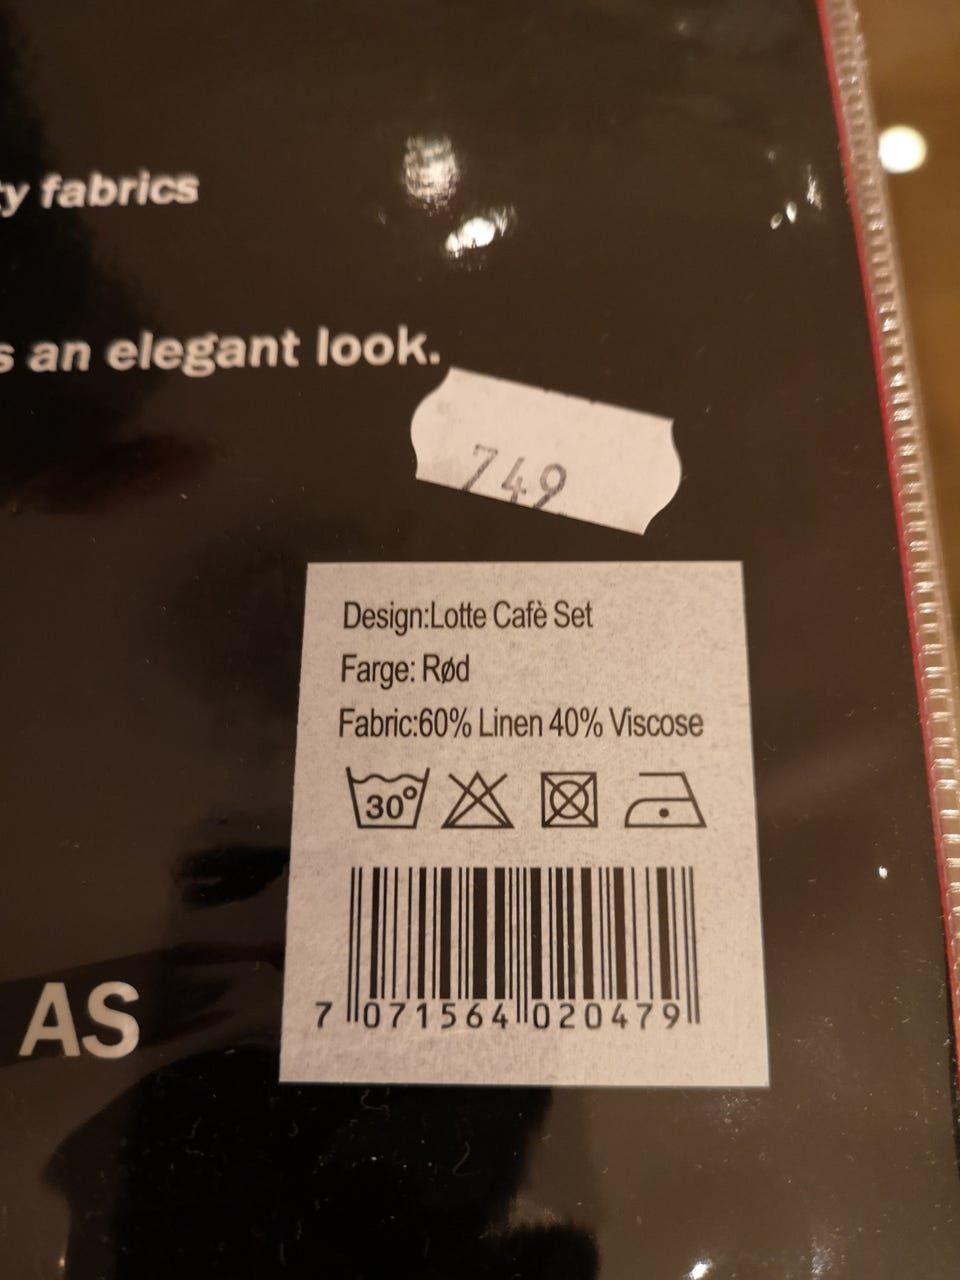 fabrics
an elegant look.
749
Design:Lotte Cafè Set
Farge: Rød
Fabric:60% Linen 40% Viscose
30°
7 071564 020479
AS